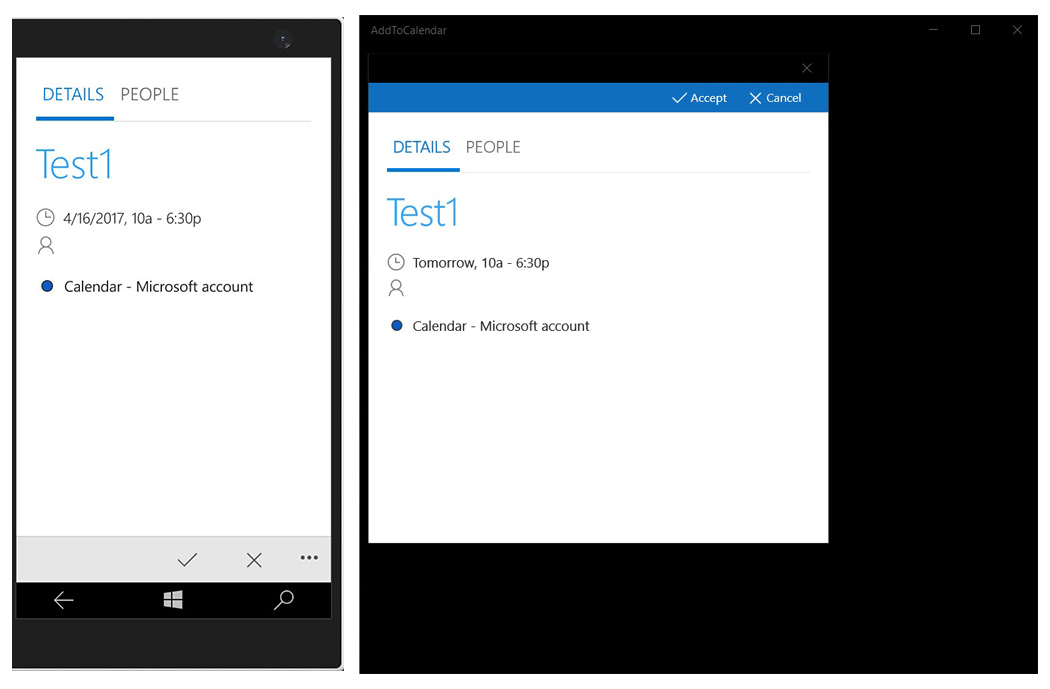 DETAILS PEOPLE
Test1
4/16/2017, 10a - 6:30p
Calendar - Microsoft account
AddToCalendar
Accept Cancel
DETAILS PEOPLE
Test1
Tomorrow, 10a - 6:30p
Calendar - Microsoft account